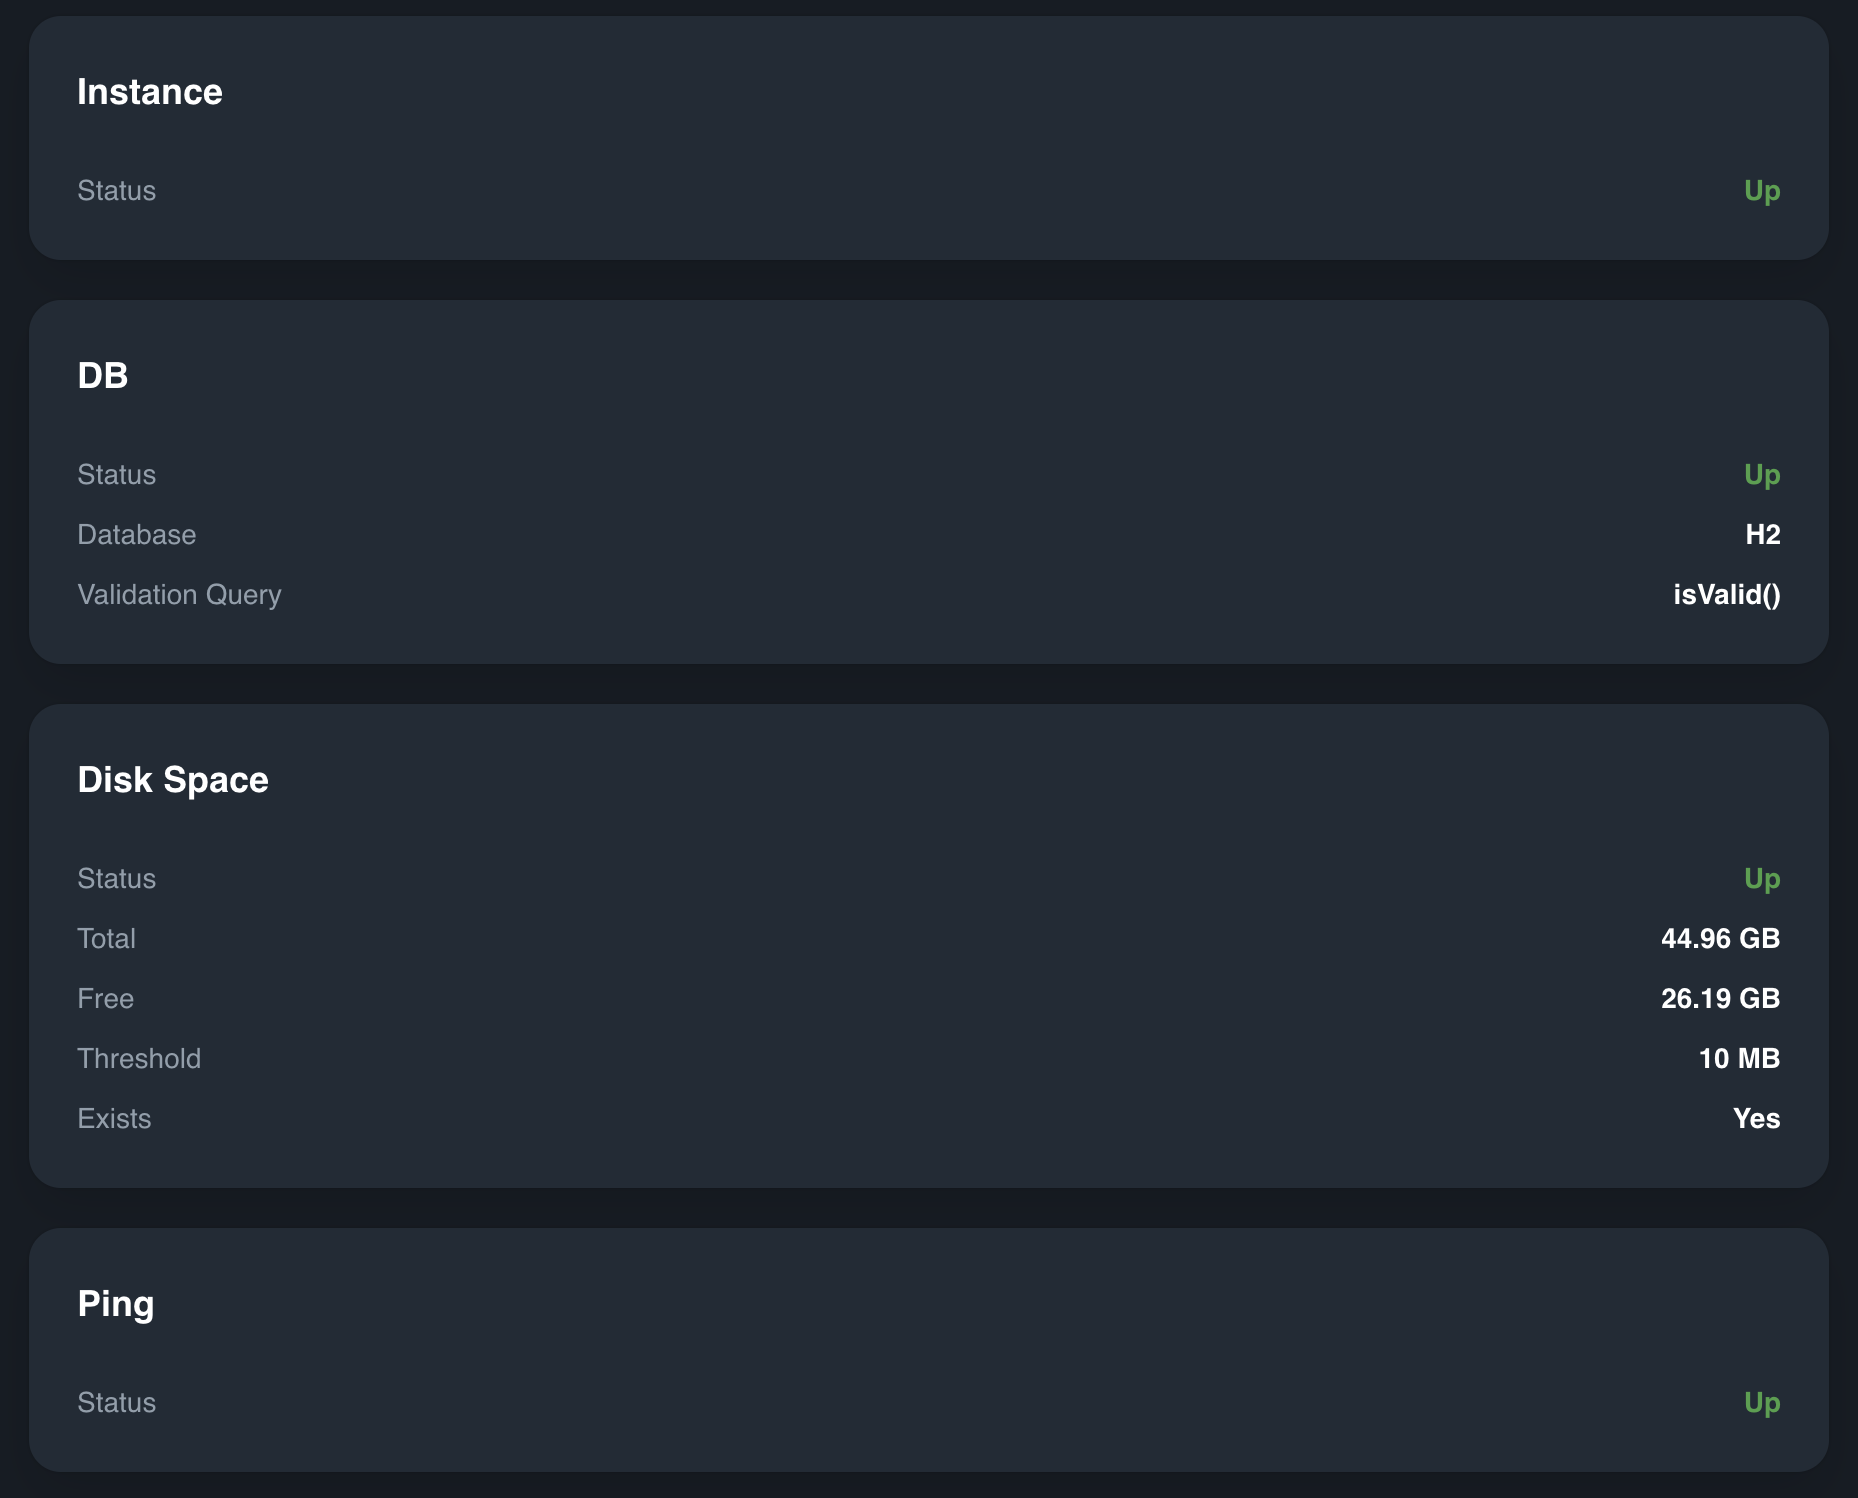 Instance
Status Up
DB
Status Up
Database H2
Validation Query isValid()
Disk Space
Status Up
Total 44.96 GB
Free 26.19 GB
Threshold 10 MB
Exists Yes
Ping
Status Up